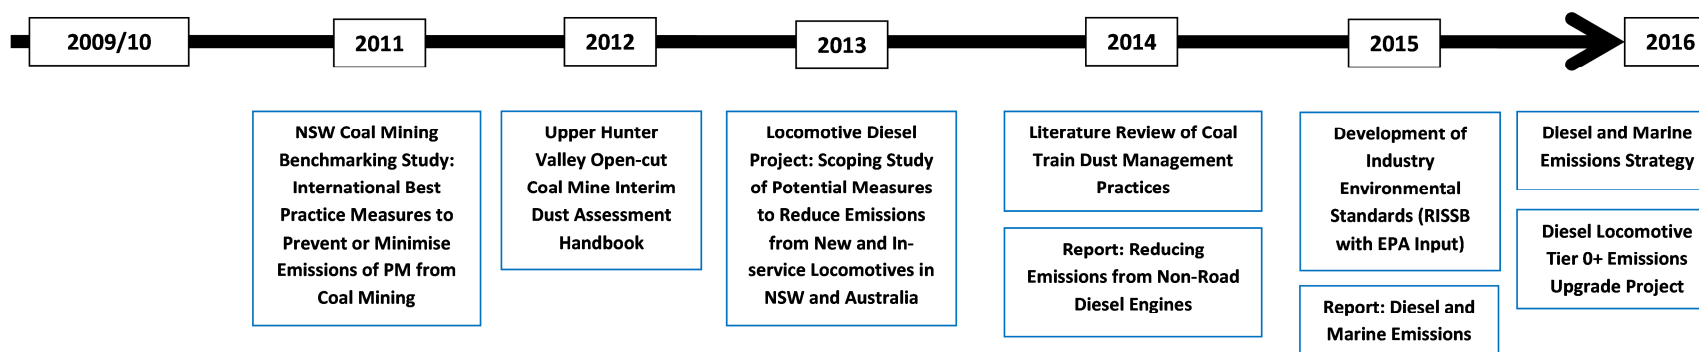 2009/10
2011
2012
2013
2014
2015
2016
NSW Coal Mining
Benchmarking Study:
International Best
Practice Measures to
Prevent or Minimise
Emissions of PM from
Coal Mining
Upper Hunter
Valley Open-cut
Coal Mine Interim
Dust Assessment
Handbook
Locomotive Diesel
Project: Scoping Study
of Potential Measures
to Reduce Emissions
from New and In-
service Locomotives in
NSW and Australia
Literature Review of Coal
Train Dust Management
Practices
Report: Reducing
Emissions from Non-Road
Diesel Engines
Development of
Industry
Environmental
Standards (RISSB
with EPA Input)
Report: Diesel and
Marine Emissions
Diesel and Marine
Emissions Strategy
Diesel Locomotive
Tier 0+ Emissions
Upgrade Project